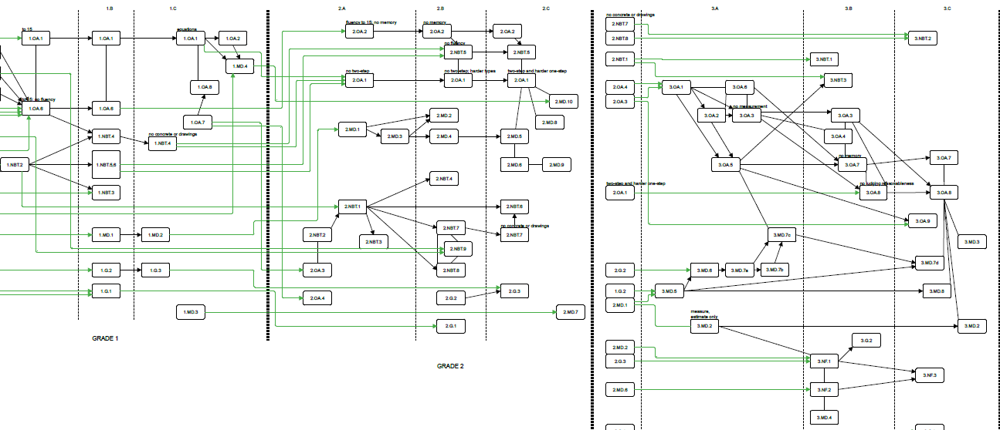 1.B
1.C
2.A
2.B
2.C
3.A
3.B
3.C
to 15
1.OA.1
1.OA.1
equations
1.OA.1
1.OA.2
1.MD.4
1.OA.8
to 15; no fluency
1.OA.6
1.OA.6
1.OA.7
1.NBT.4
no concrete or drawings
1.NBT.4
1.NBT.2
1.NBT.5,6
1.NBT.3
1.MD.1
1.MD.2
1.G.2
1.G.3
1.G.1
1.MD.3
GRADE 1
fluency to 15; no memory
2.OA.2
no memory
2.OA.2
2.OA.2
no fluency
2.NBT.5
2.NBT.5
no two-step
2.OA.1
no two-step; harder types
2.OA.1
two-step and harder one-step
2.OA.1
2.MD.10
2.MD.2
2.MD.8
2.MD.1
2.MD.3
2.MD.4
2.MD.5
2.MD.6
2.MD.9
2.NBT.4
2.NBT.1
2.NBT.6
2.NBT.2
2.NBT.3
2.NBT.7
no concrete or drawings
2.NBT.7
2.NBT.9
2.OA.3
2.NBT.8
2.OA.4
2.G.2
2.G.3
2.MD.7
2.G.1
GRADE 2
no concrete or drawings
2.NBT.7
2.NBT.8
3.NBT.2
2.NBT.1
3.NBT.1
3.NBT.3
2.OA.4
2.OA.3
3.OA.1
3.OA.6
3.OA.2
no measurement
3.OA.3
3.OA.3
3.OA.4
3.OA.5
no memory
3.OA.7
3.OA.7
two-step and harder one-step
2.OA.1
no judging reasonableness
3.OA.8
3.OA.8
3.OA.9
3.MD.7c
3.MD.3
2.G.2
3.MD.6
3.MD.7a
3.MD.7b
3.MD.7d
1.G.2
3.MD.5
3.MD.8
2.MD.1
measure,
estimate only
3.MD.2
3.MD.2
3.G.2
2.MD.2
2.G.3
3.NF.1
3.NF.3
2.MD.6
3.NF.2
3.MD.4